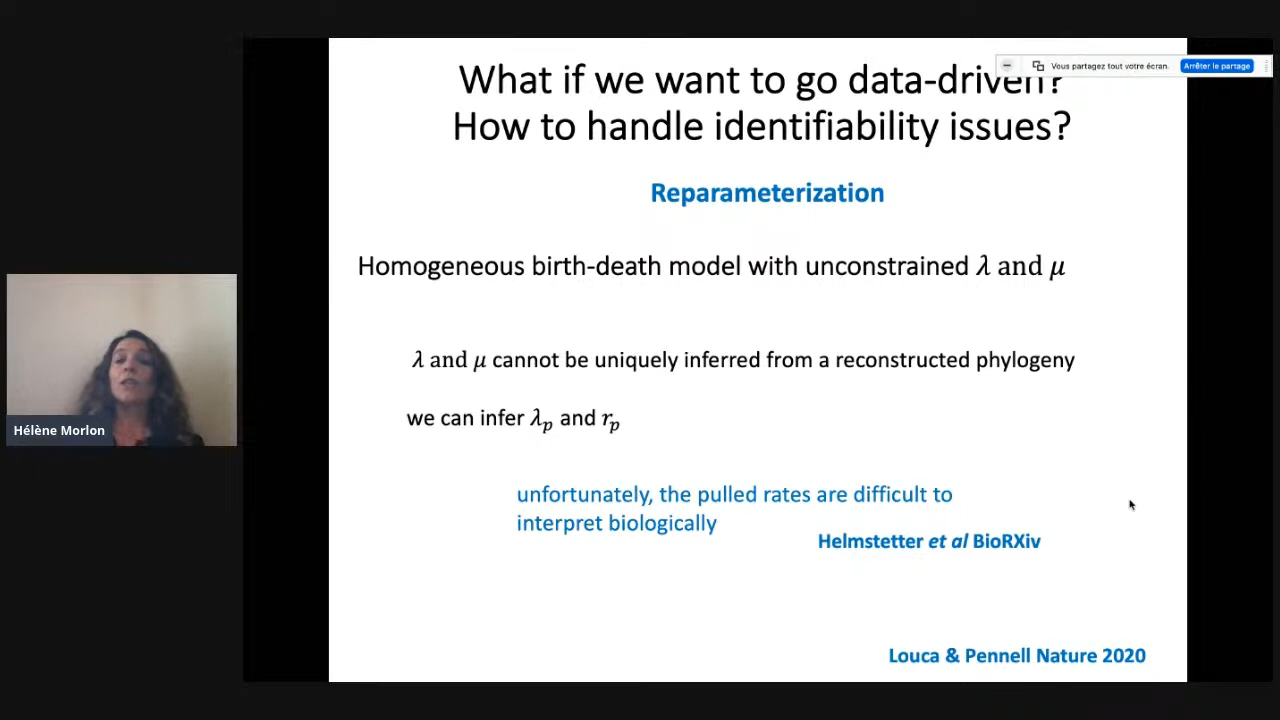 What if we want to go data-driven?
Vous partagez tout votre écran.
Arrêter le partage
How to handle identifiability issues?
Reparameterization
Homogeneous birth-death model with unconstrained λ and μ
λ and μ cannot be uniquely inferred from a reconstructed phylogeny
we can infer λₚ and rₚ
Hélène Morlon
unfortunately, the pulled rates are difficult to
interpret biologically
Helmstetter et al BioRXiv
Louca & Pennell Nature 2020